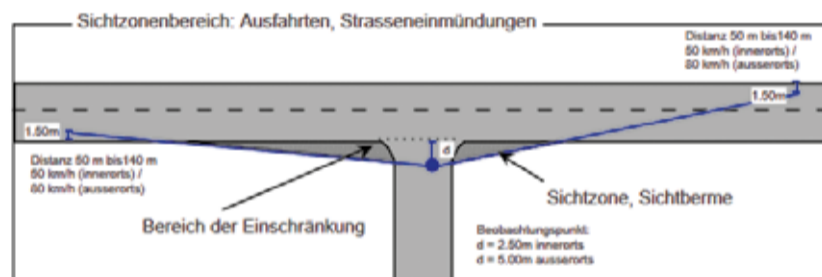 Sichtzonenbereich: Ausfahrten, Strasseneinmündungen
Distanz 50 m bis140 m
50 km/h (innerorts) /
80 km/h (ausserorts)
1.50m
1.50m
d
Distanz 50 m bis140 m
50 km/h (innerorts) /
80 km/h (ausserorts)
Sichtzone, Sichtberme
Bereich der Einschränkung
Beobachtungspunkt:
d = 2.50m innerorts
d = 5.00m ausserorts